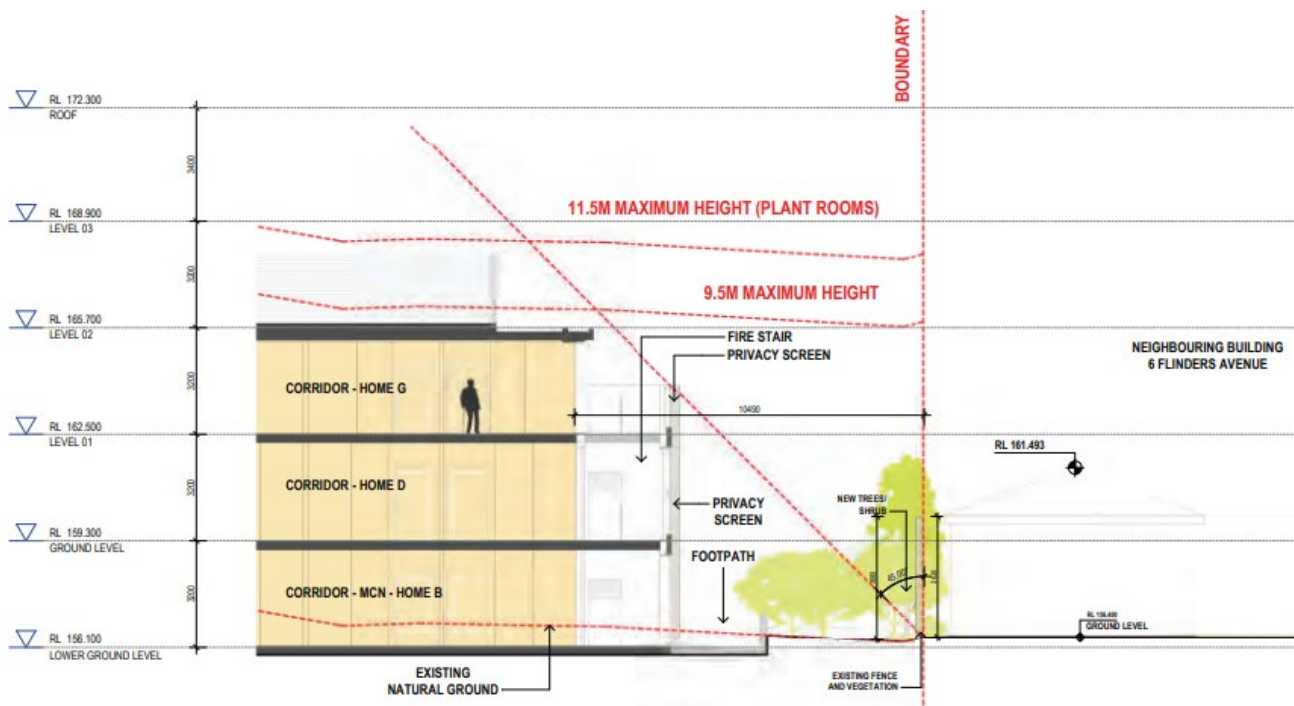 BOUNDARY
RL 172.300
ROOF
3400
11.5M MAXIMUM HEIGHT (PLANT ROOMS)
RL 168.900
LEVEL 03
3200
9.5M MAXIMUM HEIGHT
RL 165.700
LEVEL 02
FIRE STAIR
PRIVACY SCREEN
NEIGHBOURING BUILDING
6 FLINDERS AVENUE
3200
CORRIDOR - HOME G
10490
RL 162.500
LEVEL 01
RL 161.493
3200
CORRIDOR - HOME D
NEW TREES/
SHRUB
PRIVACY
SCREEN
RL 159.300
GROUND LEVEL
FOOTPATH
45.00°
3200
CORRIDOR - MCN - HOME B
GROUND LEVEL
RL 156.100
LOWER GROUND LEVEL
EXISTING
NATURAL GROUND
EXISTING FENCE
AND VEGETATION